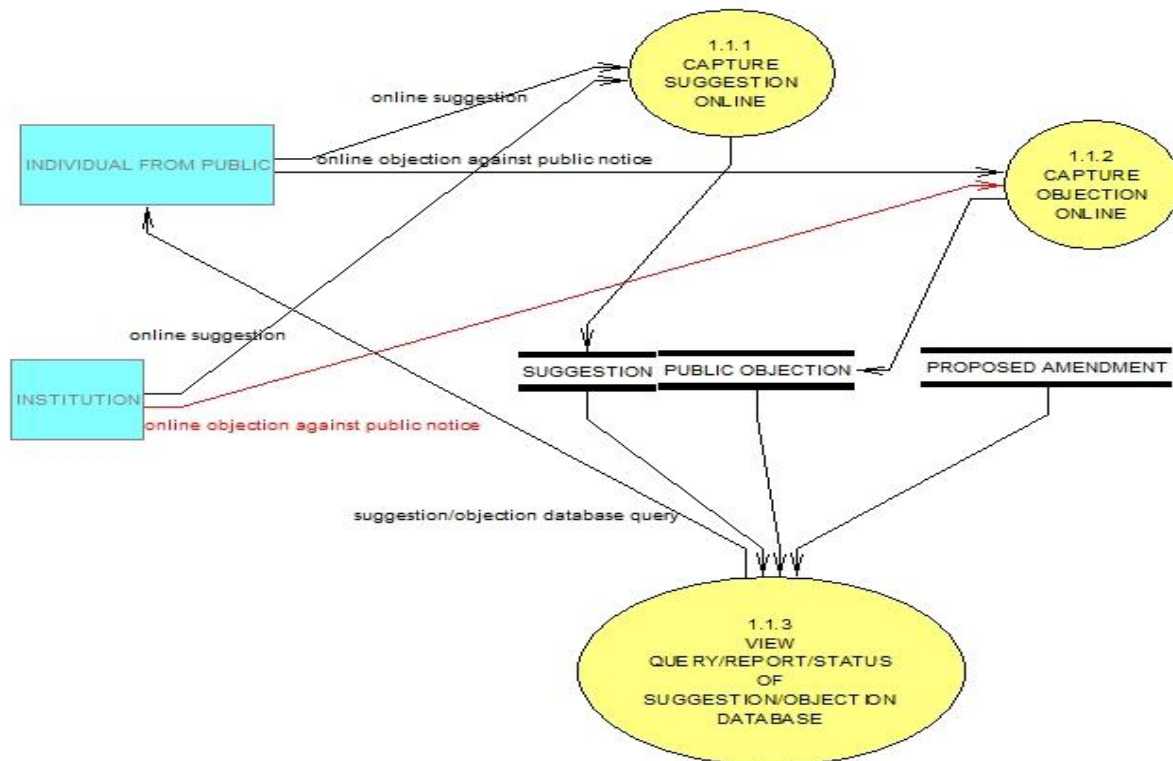 1.1.1
CAPTURE
SUGGESTION
ONLINE
online suggestion
INDIVIDUAL FROM PUBLIC
online objection against public notice
1.1.2
CAPTURE
OBJECTION
ONLINE
online suggestion
INSTITUTION
online objection against public notice
SUGGESTION
PUBLIC OBJECTION
PROPOSED AMENDMENT
suggestion/objection database query
1.1.3
VIEW
QUERY/REPORT/STATUS
OF
SUGGESTION/OBJECTION
DATABASE